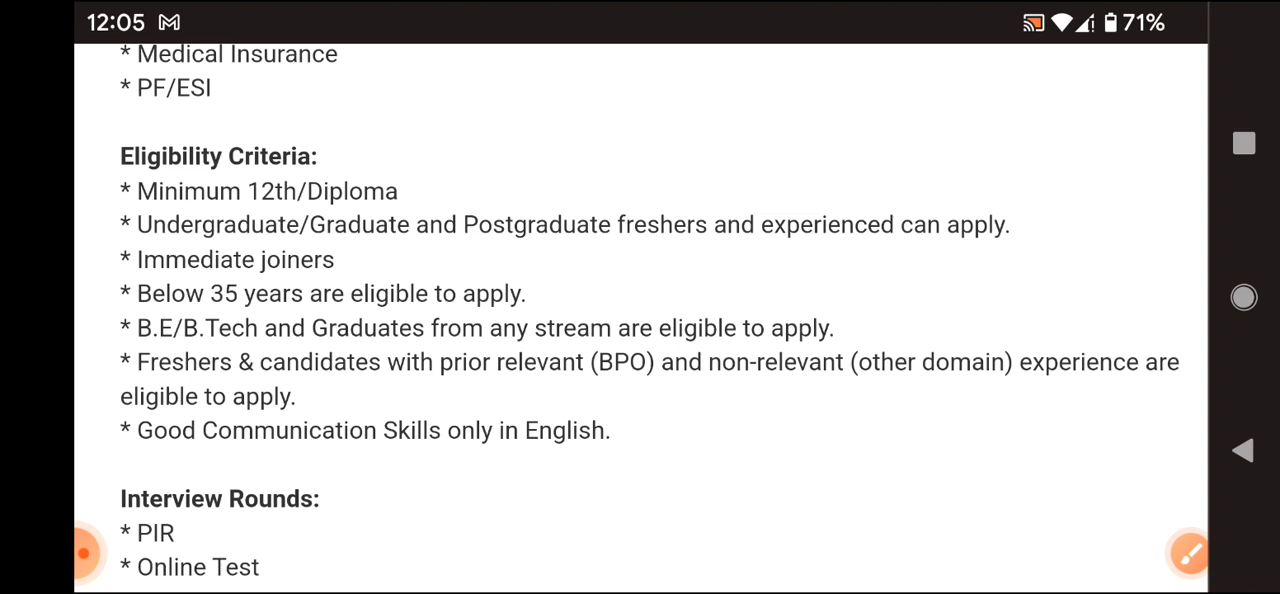 12:05
71%
* Medical Insurance
* PF/ESI
Eligibility Criteria:
* Minimum 12th/Diploma
* Undergraduate/Graduate and Postgraduate freshers and experienced can apply.
* Immediate joiners
* Below 35 years are eligible to apply.
* B.E/B.Tech and Graduates from any stream are eligible to apply.
* Freshers & candidates with prior relevant (BPO) and non-relevant (other domain) experience are
eligible to apply.
* Good Communication Skills only in English.
Interview Rounds:
* PIR
* Online Test